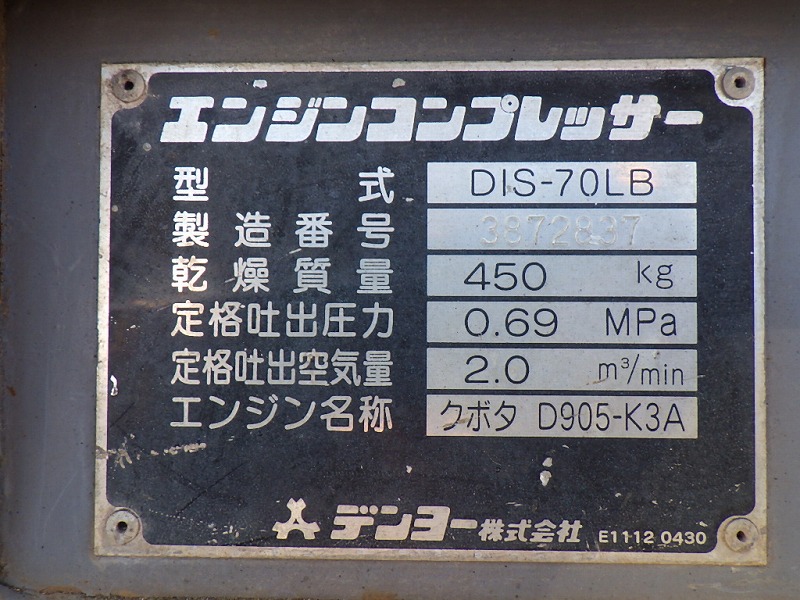 エンジンコンプレッサー
型式 DIS-70LB
製造番号 3872837
乾燥質量 450 kg
定格吐出圧力 0.69 MPa
定格吐出空気量 2.0 m³/min
エンジン名称 クボタ D905-K3A
デンヨー株式会社 E1112 0430